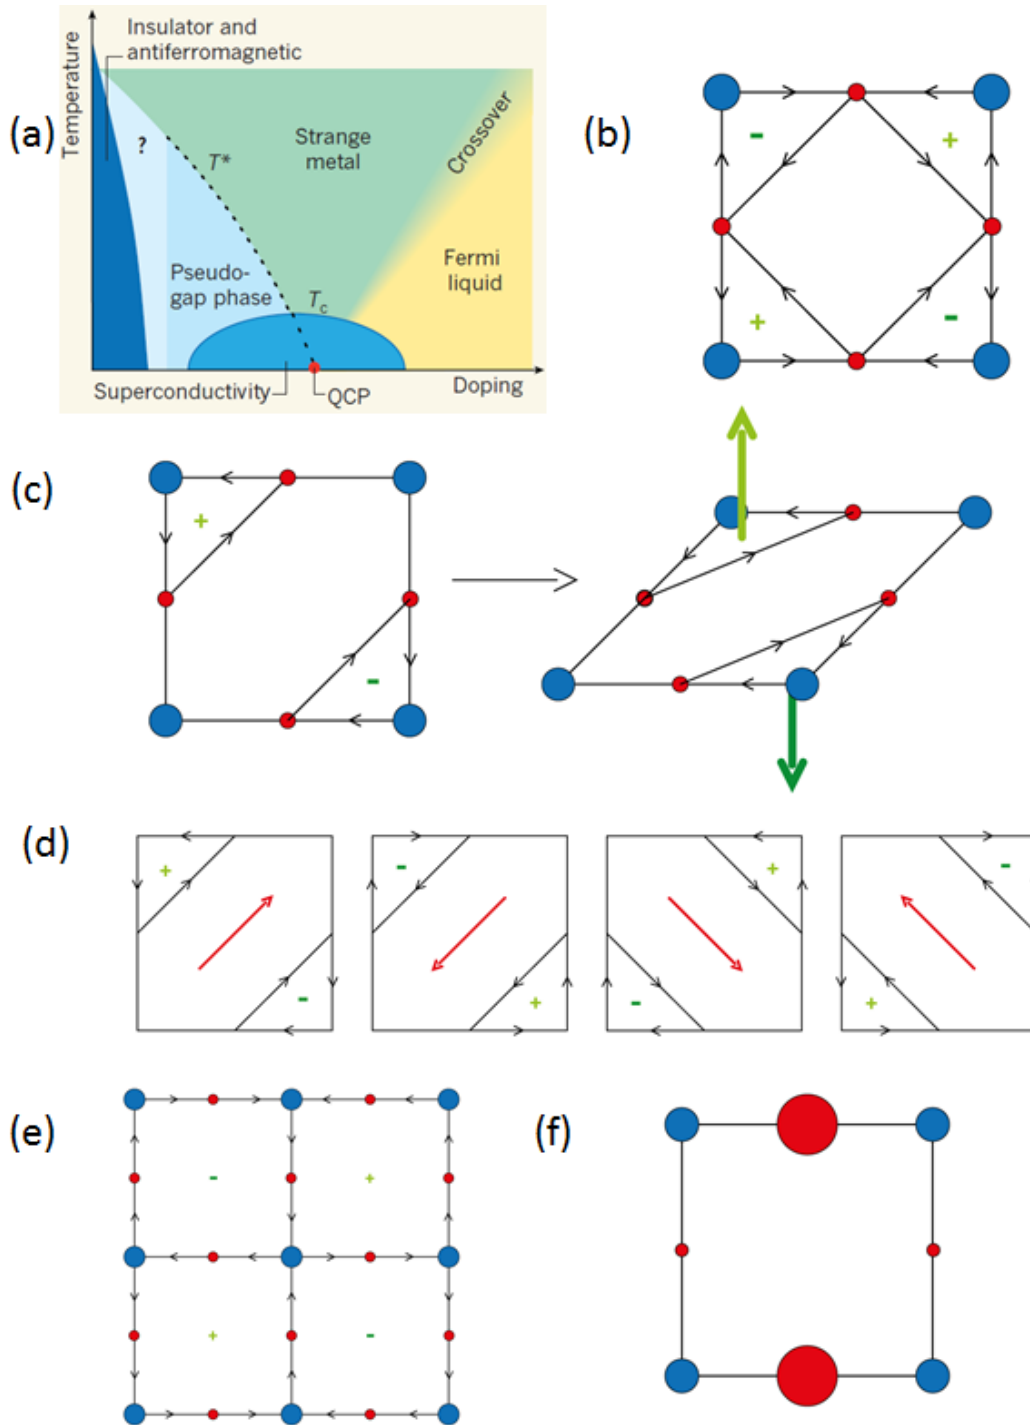 (a)
Temperature
Insulator and
antiferromagnetic
?
T*
Strange
metal
Crossover
Pseudo-
gap phase
Tc
Fermi
liquid
Superconductivity
QCP
Doping
(b)
- +
+ -
(c)
+
-
(d)
+ - + -
- + - +
(e)
- +
+ -
(f)